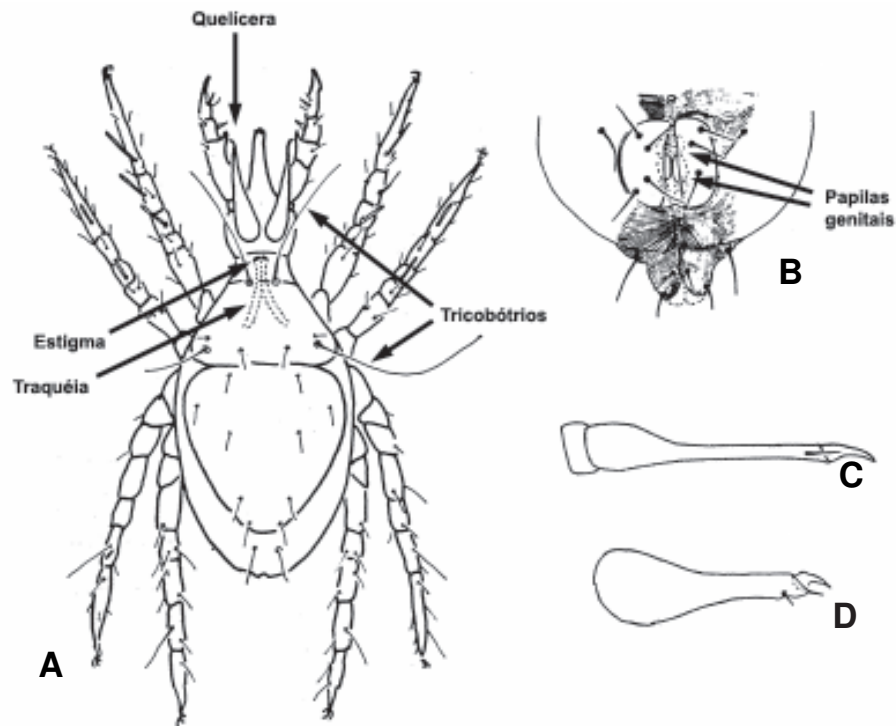 Quelicera
Papilas
genitais
B
Tricobótrios
Estigma
Traquéia
C
D
A